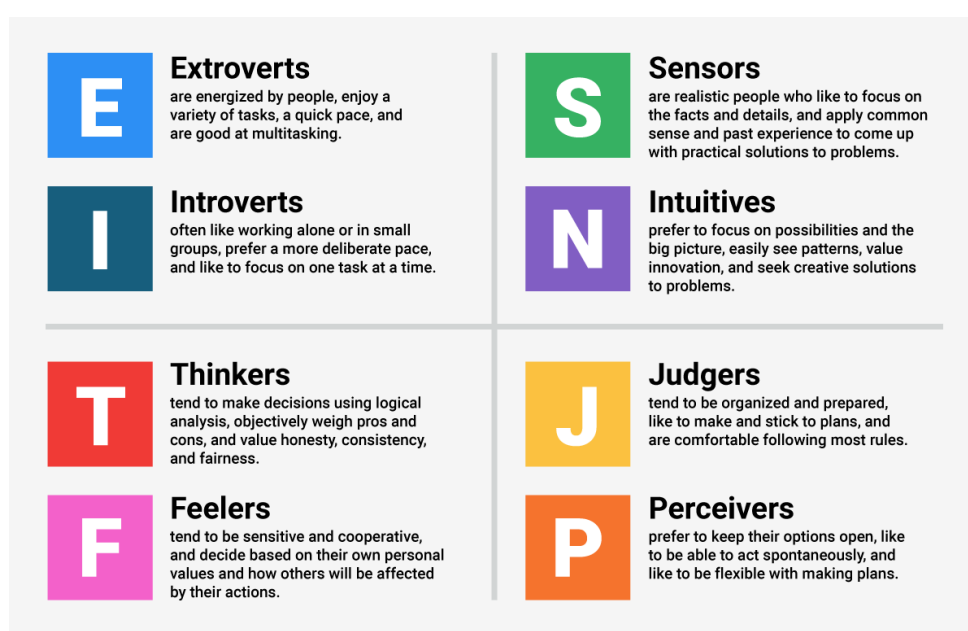 E
Extroverts
are energized by people, enjoy a
variety of tasks, a quick pace, and
are good at multitasking.
I
Introverts
often like working alone or in small
groups, prefer a more deliberate pace,
and like to focus on one task at a time.
S
Sensors
are realistic people who like to focus on
the facts and details, and apply common
sense and past experience to come up
with practical solutions to problems.
N
Intuitives
prefer to focus on possibilities and the
big picture, easily see patterns, value
innovation, and seek creative solutions
to problems.
T
Thinkers
tend to make decisions using logical
analysis, objectively weigh pros and
cons, and value honesty, consistency,
and fairness.
F
Feelers
tend to be sensitive and cooperative,
and decide based on their own personal
values and how others will be affected
by their actions.
J
Judgers
tend to be organized and prepared,
like to make and stick to plans, and
are comfortable following most rules.
P
Perceivers
prefer to keep their options open, like
to be able to act spontaneously, and
like to be flexible with making plans.